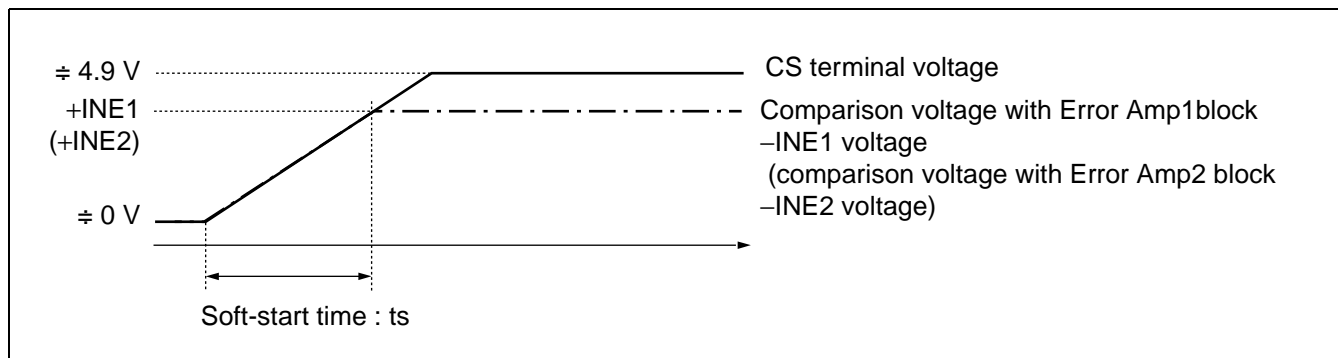 ≑ 4.9 V
CS terminal voltage
+INE1
(+INE2)
Comparison voltage with Error Amp1block
−INE1 voltage
(comparison voltage with Error Amp2 block
−INE2 voltage)
≑ 0 V
Soft-start time : ts